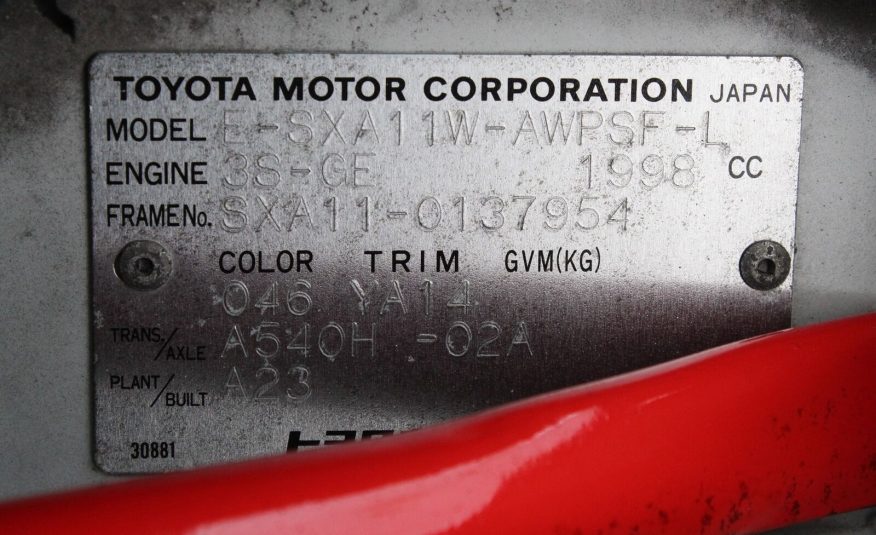 TOYOTA MOTOR CORPORATION JAPAN
MODEL E-SXA11W-AWPSF-L
ENGINE 3S-GE 1998 CC
FRAME No. SXA11-0137954
COLOR TRIM GVM(KG)
046 YA14
TRANS./AXLE A540H -02A
PLANT/BUILT A23
30881